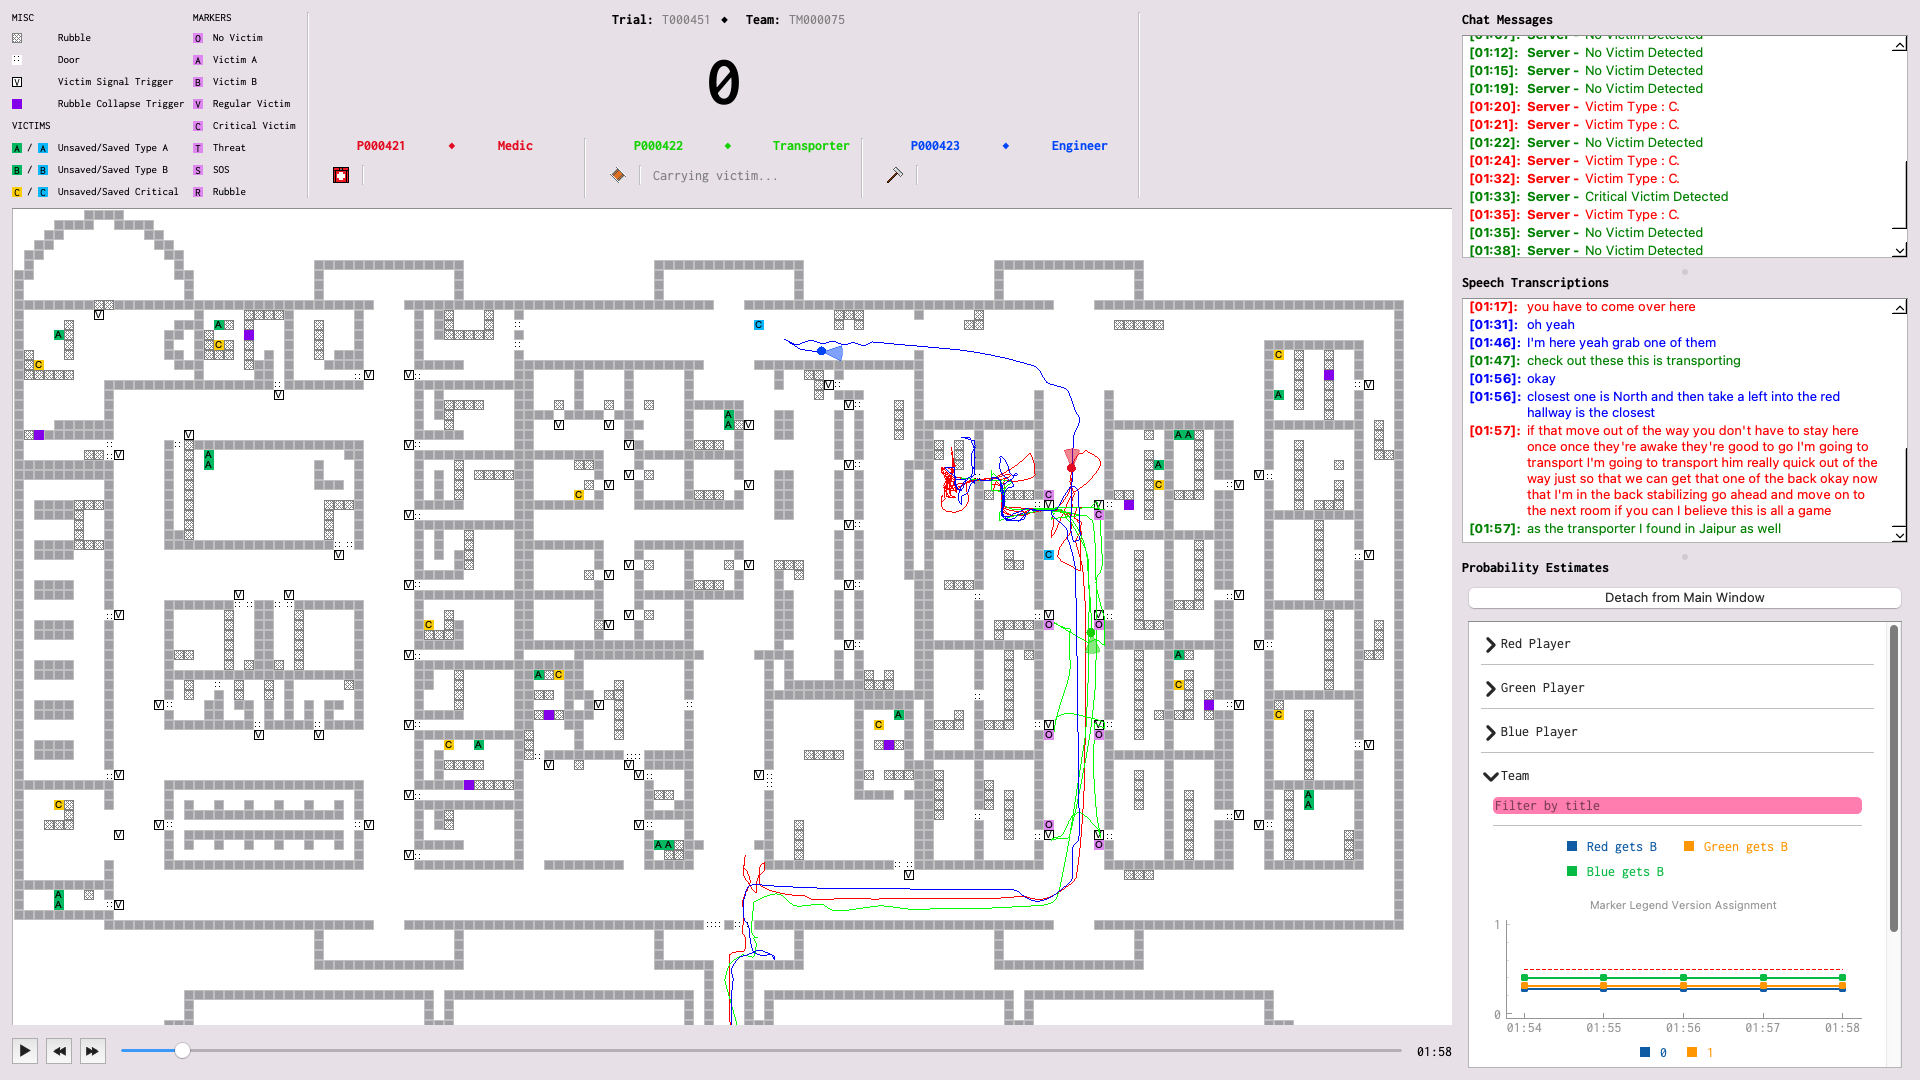 MISC
Rubble
Door
Victim Signal Trigger
Rubble Collapse Trigger
VICTIMS
A / A Unsaved/Saved Type A
B / B Unsaved/Saved Type B
C / C Unsaved/Saved Critical
MARKERS
O No Victim
A Victim A
B Victim B
V Regular Victim
C Critical Victim
T Threat
S SOS
R Rubble
Trial: T000451 ◆ Team: TM000075
0
P000421 ◆ Medic
P000422 ◆ Transporter
Carrying victim...
P000423 ◆ Engineer
01:58
Chat Messages
[01:12]: Server - No Victim Detected
[01:15]: Server - No Victim Detected
[01:19]: Server - No Victim Detected
[01:20]: Server - Victim Type : C.
[01:21]: Server - Victim Type : C.
[01:22]: Server - No Victim Detected
[01:24]: Server - Victim Type : C.
[01:32]: Server - Victim Type : C.
[01:33]: Server - Critical Victim Detected
[01:35]: Server - Victim Type : C.
[01:35]: Server - No Victim Detected
[01:38]: Server - No Victim Detected
Speech Transcriptions
[01:17]: you have to come over here
[01:31]: oh yeah
[01:46]: I'm here yeah grab one of them
[01:47]: check out these this is transporting
[01:56]: okay
[01:56]: closest one is North and then take a left into the red
hallway is the closest
[01:57]: if that move out of the way you don't have to stay here
once once they're awake they're good to go I'm going to
transport I'm going to transport him really quick out of the
way just so that we can get that one of the back okay now
that I'm in the back stabilizing go ahead and move on to
the next room if you can I believe this is all a game
[01:57]: as the transporter I found in Jaipur as well
Probability Estimates
Detach from Main Window
Red Player
Green Player
Blue Player
Team
Filter by title
Red gets B
Green gets B
Blue gets B
Marker Legend Version Assignment
1
0
01:54 01:55 01:56 01:57 01:58
0 1